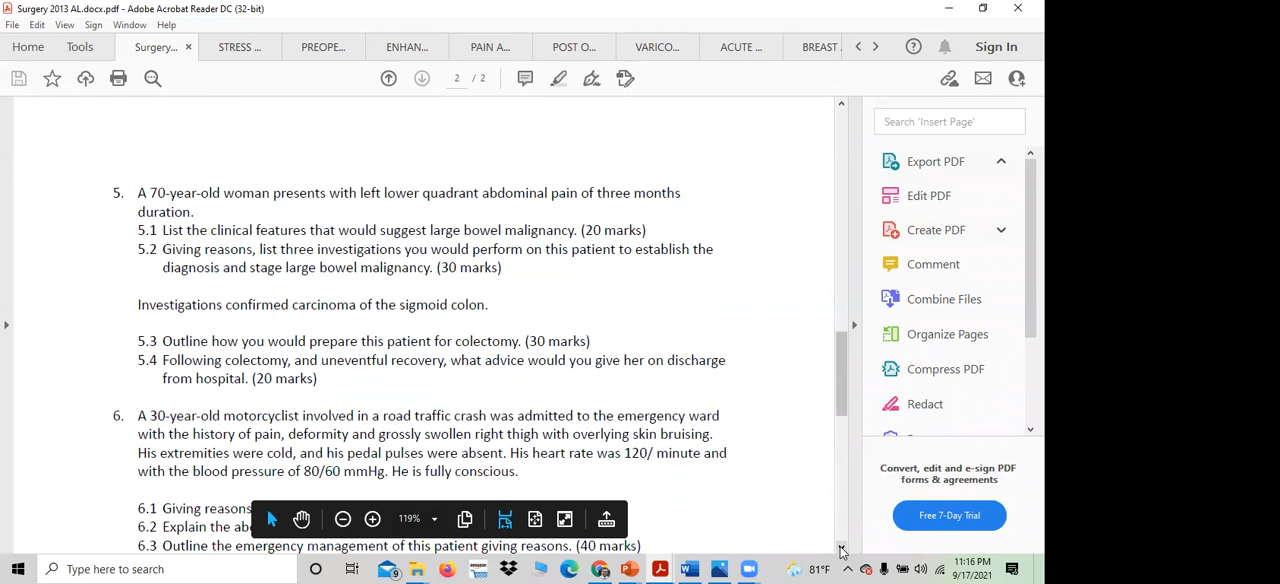 Surgery 2013 AL.docx.pdf - Adobe Acrobat Reader DC (32-bit)
File Edit View Sign Window Help
Home Tools Surgery... × STRESS ... PREOPE... ENHAN... PAIN A... POST O... VARICO... ACUTE ... BREAST Sign In
2 / 2
Search 'Insert Page'
Export PDF
Edit PDF
Create PDF
Comment
Combine Files
Organize Pages
Compress PDF
Redact
Convert, edit and e-sign PDF
forms & agreements
Free 7-Day Trial
5. A 70-year-old woman presents with left lower quadrant abdominal pain of three months
duration.
5.1 List the clinical features that would suggest large bowel malignancy. (20 marks)
5.2 Giving reasons, list three investigations you would perform on this patient to establish the
diagnosis and stage large bowel malignancy. (30 marks)
Investigations confirmed carcinoma of the sigmoid colon.
5.3 Outline how you would prepare this patient for colectomy. (30 marks)
5.4 Following colectomy, and uneventful recovery, what advice would you give her on discharge
from hospital. (20 marks)
6. A 30-year-old motorcyclist involved in a road traffic crash was admitted to the emergency ward
with the history of pain, deformity and grossly swollen right thigh with overlying skin bruising.
His extremities were cold, and his pedal pulses were absent. His heart rate was 120/ minute and
with the blood pressure of 80/60 mmHg. He is fully conscious.
6.1 Giving reasons
6.2 Explain the
6.3 Outline the emergency management of this patient giving reasons. (40 marks)
119%
Type here to search
9
81°F
11:16 PM
9/17/2021